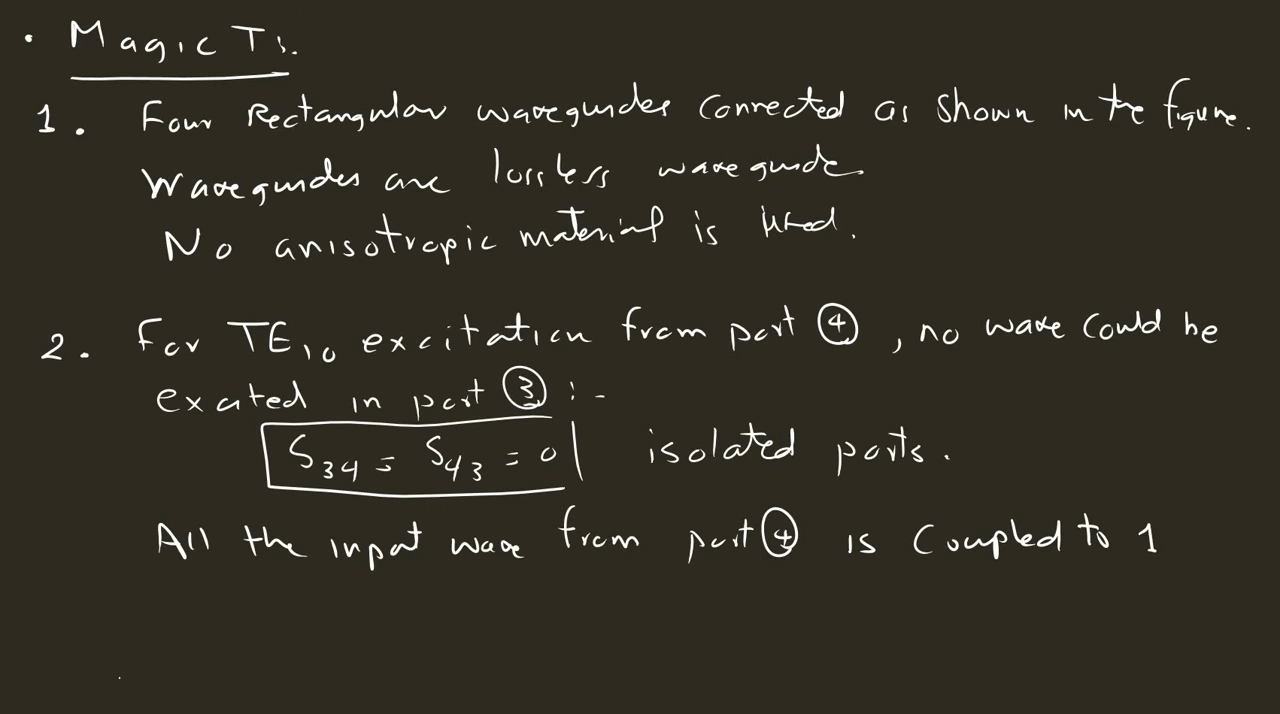 • Magic T:.
1. Four Rectangular waveguides connected as shown in the figure.
Waveguides are lossless waveguide.
No anisotropic material is used.
2. For TE₁₀ excitation from port ④, no wave could be
excited in port ③ :-
S₃₄ = S₄₃ = 0 isolated ports.
All the input wave from port ④ is coupled to 1